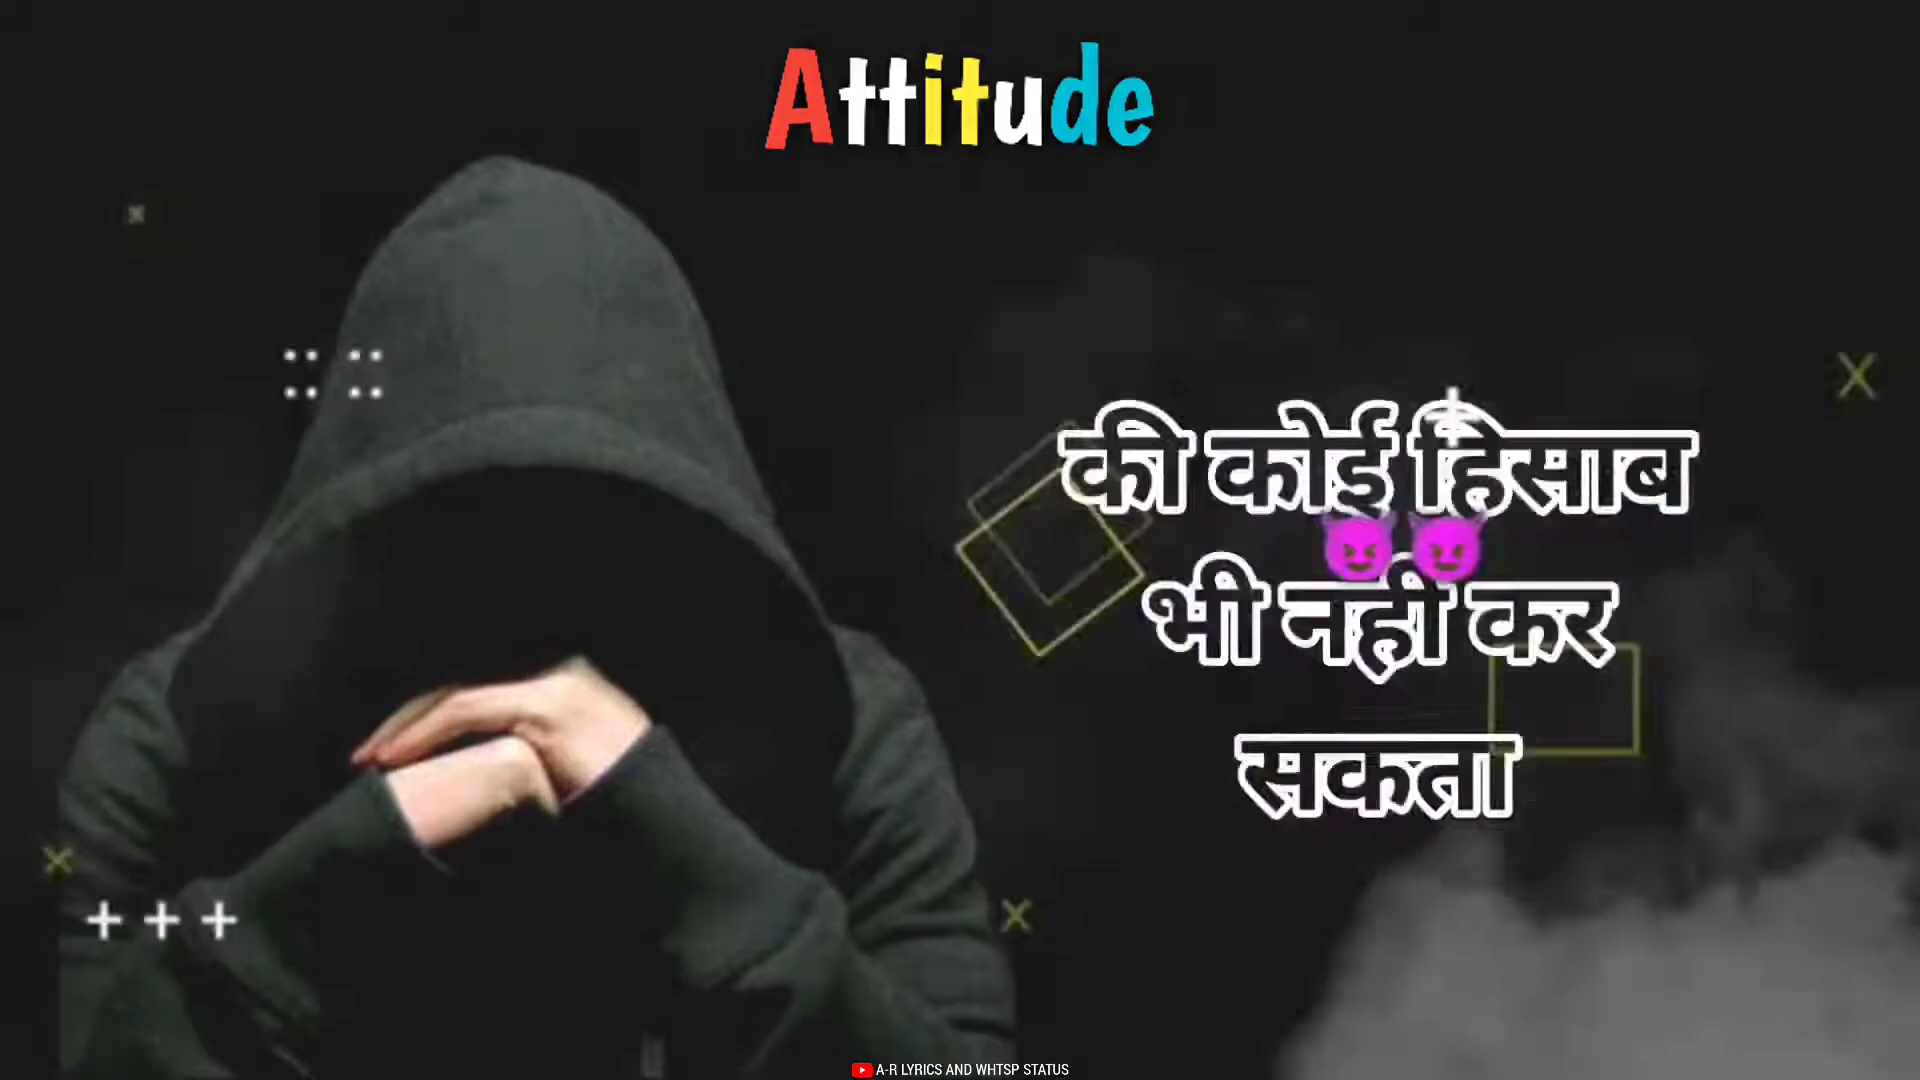 Attitude
की कोई हिसाब
भी नही कर
सकता
A-R LYRICS AND WHTSP STATUS